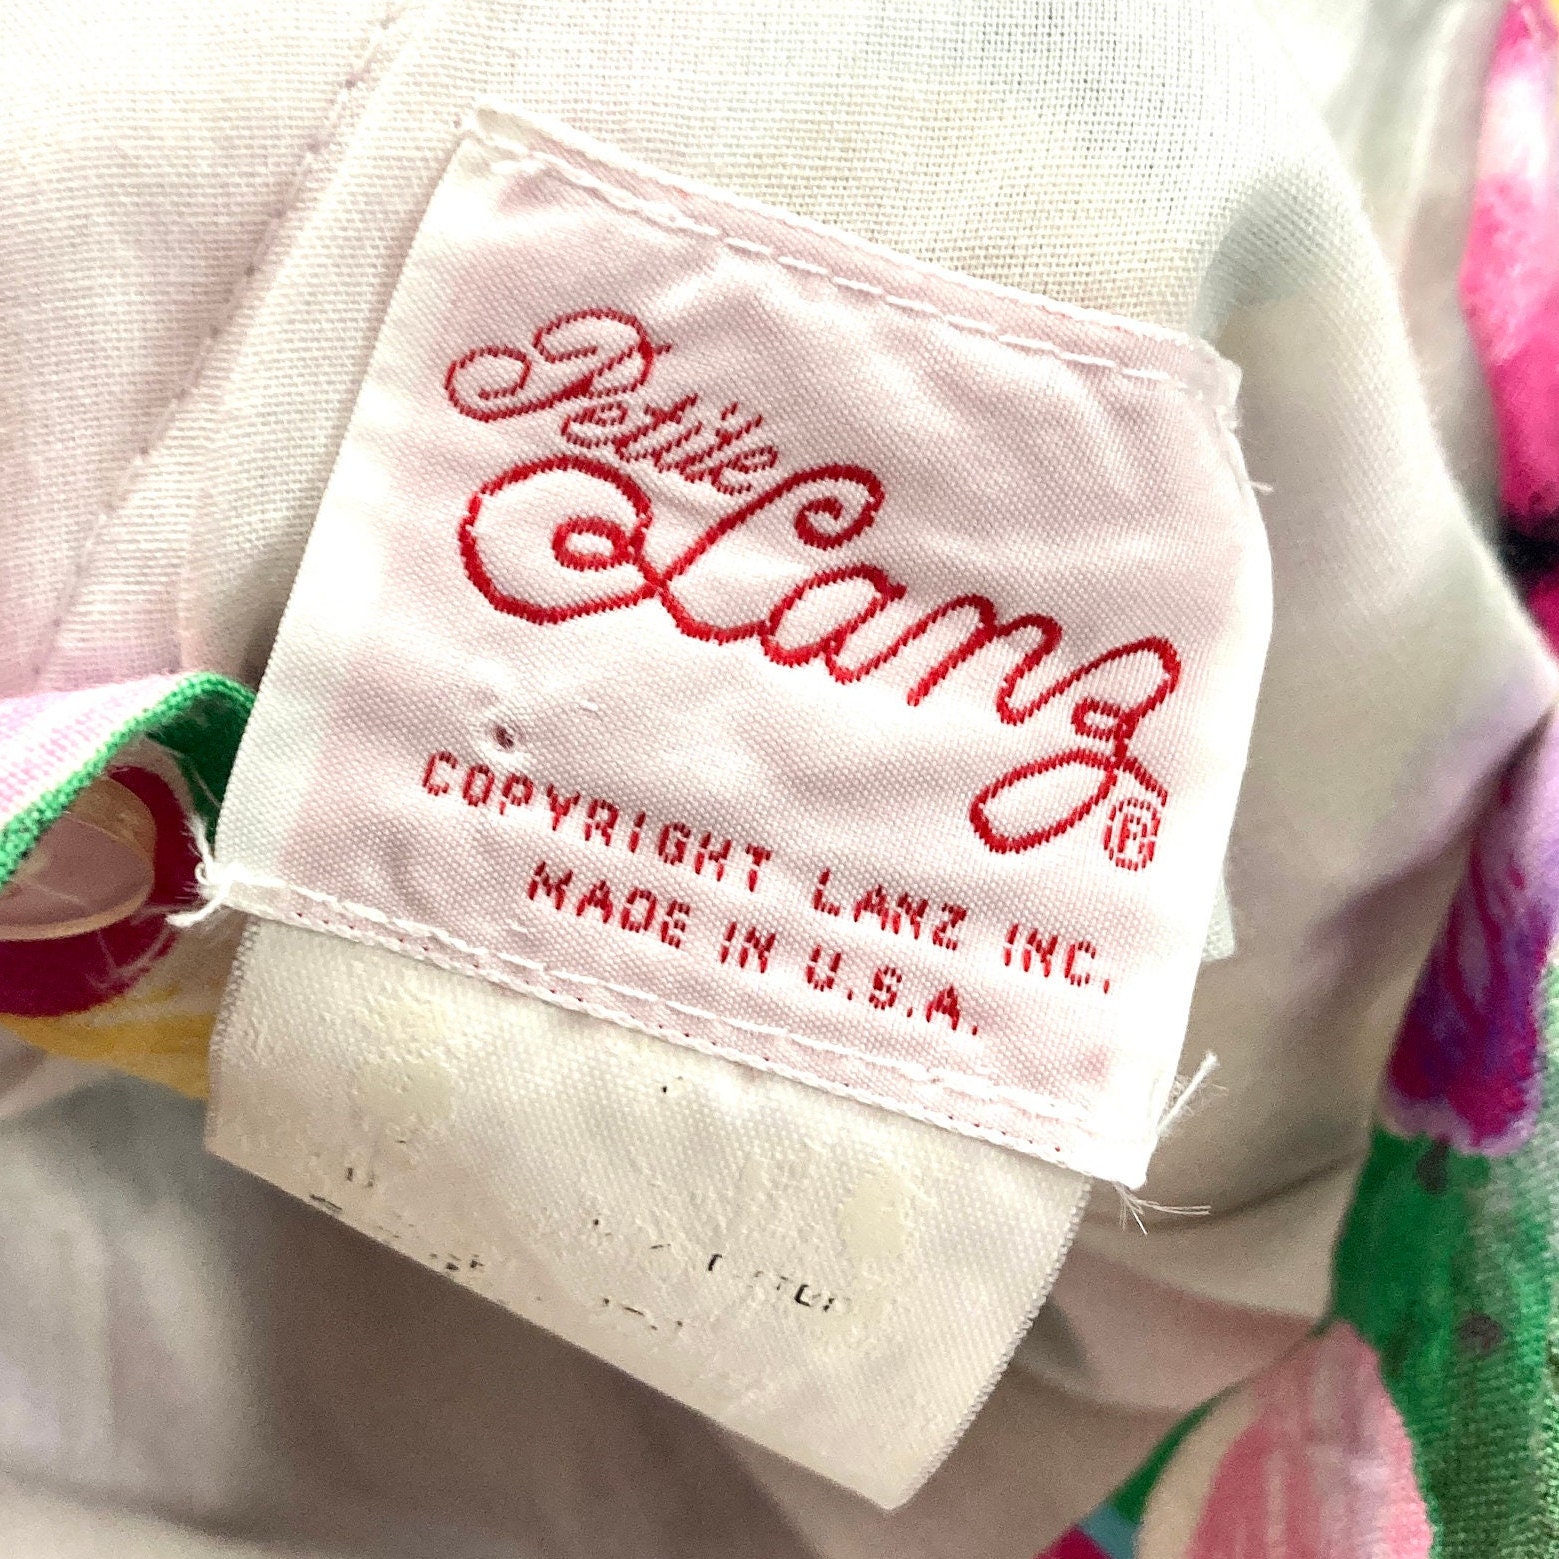 Petite
Lanz®
COPYRIGHT LANZ INC.
MADE IN U.S.A.